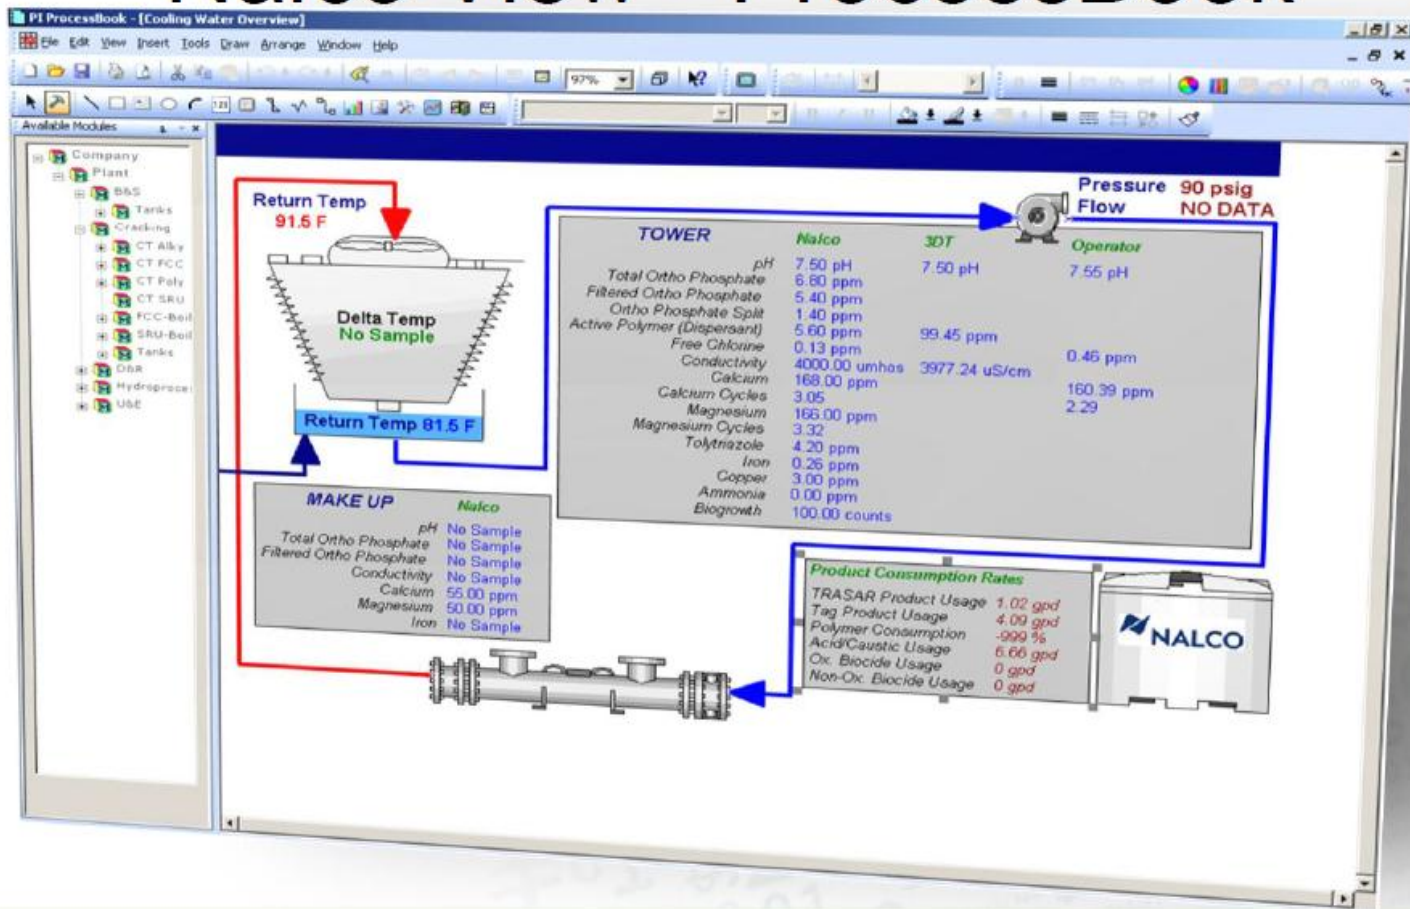 Nalco View - ProcessBook
PI ProcessBook - [Cooling Water Overview]
File Edit View Insert Tools Draw Arrange Window Help
97%
Available Modules
Company
Plant
B&S
Tanks
Cracking
CT Alky
CT FCC
CT Poly
CT SRU
FCC-Boil
SRU-Boil
Tanks
D&R
Hydroproce
U&E
Return Temp
91.5 F
Delta Temp
No Sample
Return Temp 81.5 F
Pressure 90 psig
Flow NO DATA
TOWER Nalco 3DT Operator
pH 7.50 pH 7.50 pH 7.55 pH
Total Ortho Phosphate 6.80 ppm
Filtered Ortho Phosphate 5.40 ppm
Ortho Phosphate Split 1.40 ppm
Active Polymer (Dispersant) 5.60 ppm 99.45 ppm
Free Chlorine 0.13 ppm 0.46 ppm
Conductivity 4000.00 umhos 3977.24 uS/cm
Calcium 168.00 ppm 160.39 ppm
Calcium Cycles 3.05 2.29
Magnesium 166.00 ppm
Magnesium Cycles 3.32
Tolytriazole 4.20 ppm
Iron 0.26 ppm
Copper 3.00 ppm
Ammonia 0.00 ppm
Biogrowth 100.00 counts
MAKE UP Nalco
pH No Sample
Total Ortho Phosphate No Sample
Filtered Ortho Phosphate No Sample
Conductivity No Sample
Calcium 55.00 ppm
Magnesium 50.00 ppm
Iron No Sample
Product Consumption Rates
TRASAR Product Usage 1.02 gpd
Tag Product Usage 4.09 gpd
Polymer Consumption -999 %
Acid/Caustic Usage 6.66 gpd
Ox. Biocide Usage 0 gpd
Non-Ox. Biocide Usage 0 gpd
NALCO